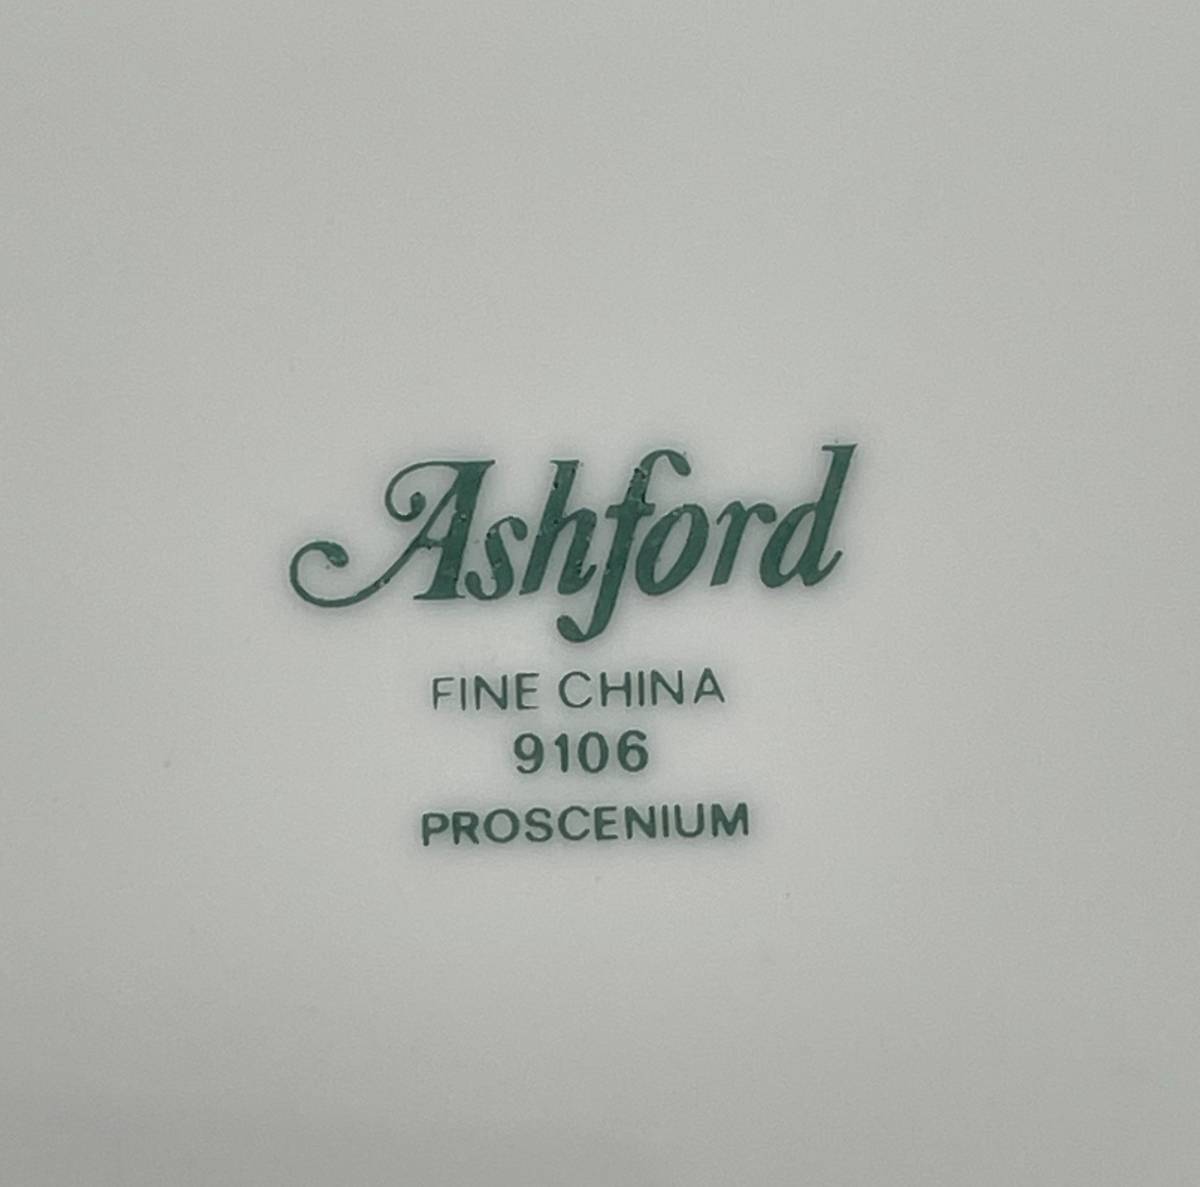 Ashford
FINE CHINA
9106
PROSCENIUM